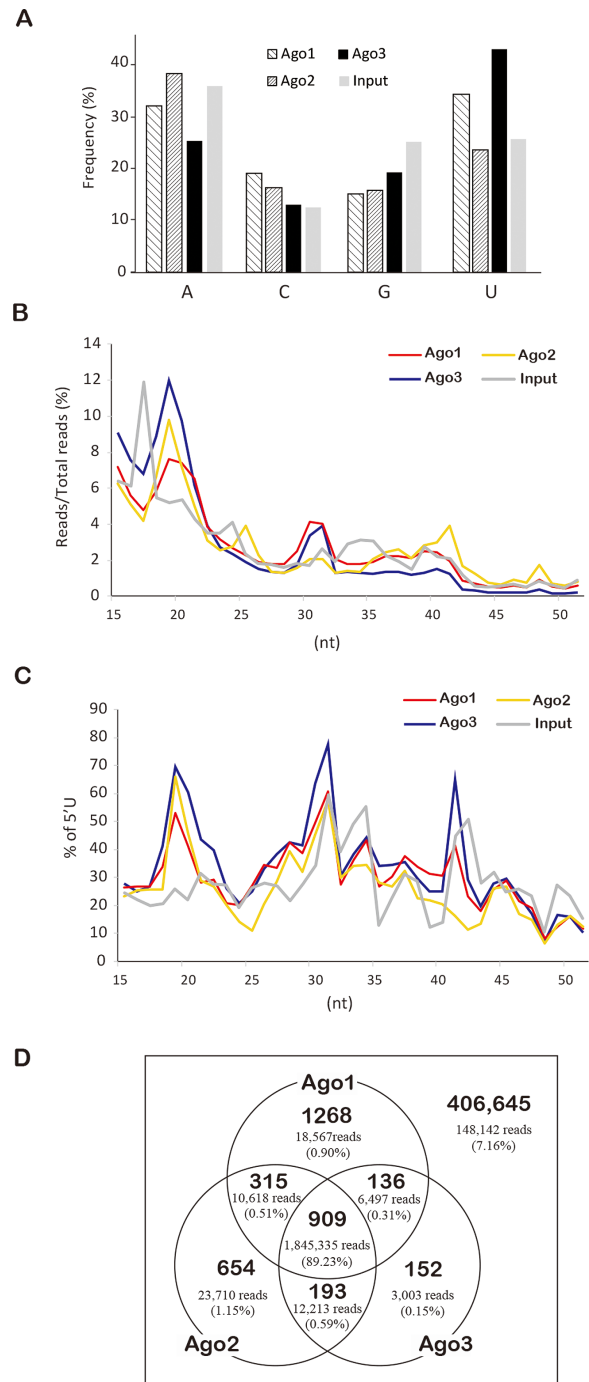 A
Frequency (%)
40
30
20
10
0
Ago1
Ago3
Ago2
Input
A
C
G
U
B
Reads/Total reads (%)
14
12
10
8
6
4
2
0
Ago1
Ago2
Ago3
Input
15
20
25
30
35
40
45
50
(nt)
C
% of 5'U
90
80
70
60
50
40
30
20
10
0
Ago1
Ago2
Ago3
Input
15
20
25
30
35
40
45
50
(nt)
D
Ago1
1268
18,567reads
(0.90%)
406,645
148,142 reads
(7.16%)
315
10,618 reads
(0.51%)
136
6,497 reads
(0.31%)
909
1,845,335 reads
(89.23%)
654
23,710 reads
(1.15%)
193
12,213 reads
(0.59%)
152
3,003 reads
(0.15%)
Ago2
Ago3